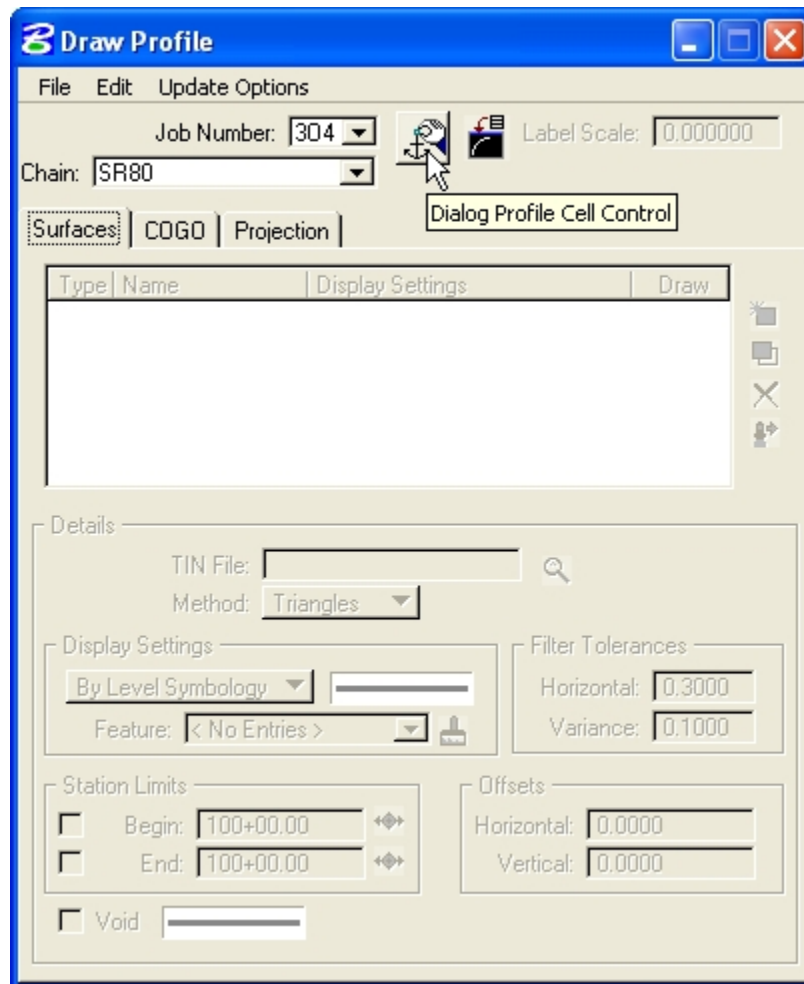 Draw Profile
File Edit Update Options
Job Number: 304 Label Scale: 0.000000
Chain: SR80
Dialog Profile Cell Control
Surfaces COGO Projection
Type Name Display Settings Draw
Details
TIN File:
Method: Triangles
Display Settings Filter Tolerances
By Level Symbology Horizontal: 0.3000
Feature: < No Entries > Variance: 0.1000
Station Limits Offsets
Begin: 100+00.00 Horizontal: 0.0000
End: 100+00.00 Vertical: 0.0000
Void